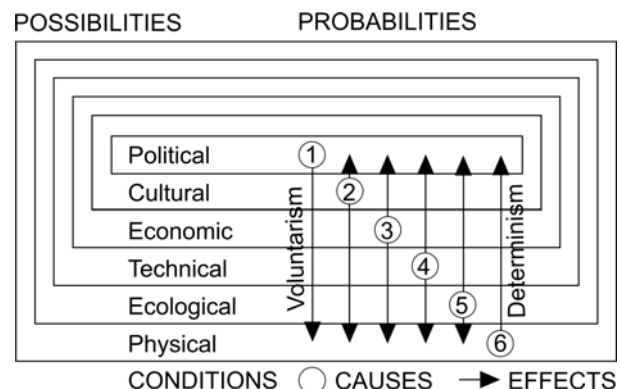 POSSIBILITIES PROBABILITIES
Political 1
Cultural 2
Economic 3
Technical 4
Ecological 5
Physical 6
Voluntarism
Determinism
CONDITIONS CAUSES EFFECTS